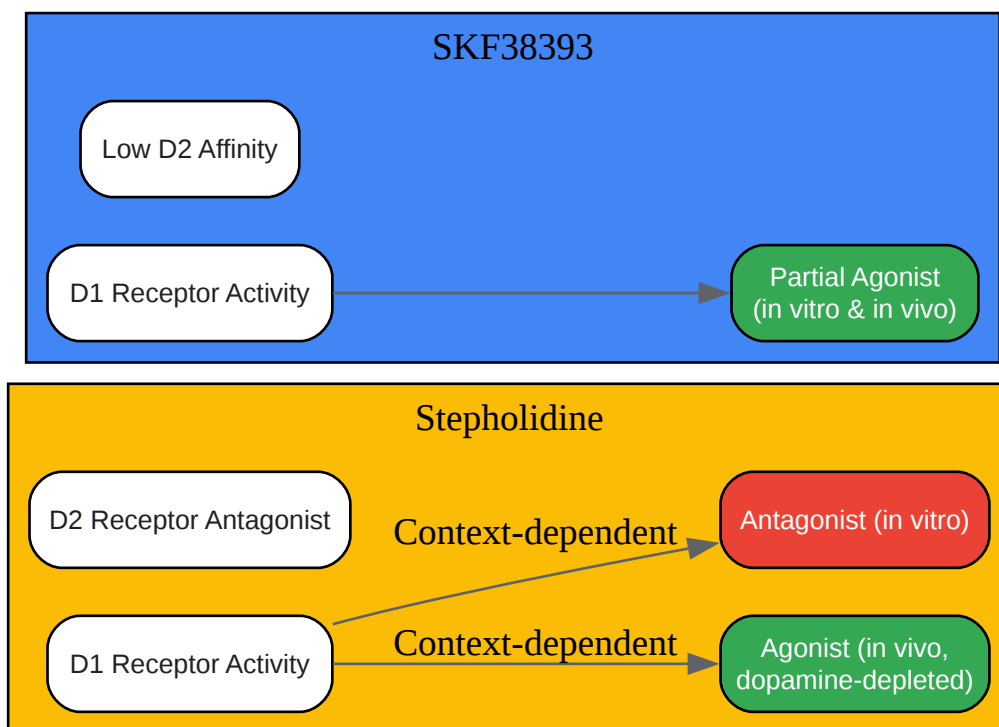 SKF38393
Low D2 Affinity
D1 Receptor Activity
Partial Agonist
(in vitro & in vivo)
Stepholidine
D2 Receptor Antagonist
Context-dependent
Antagonist (in vitro)
D1 Receptor Activity
Context-dependent
Agonist (in vivo,
dopamine-depleted)